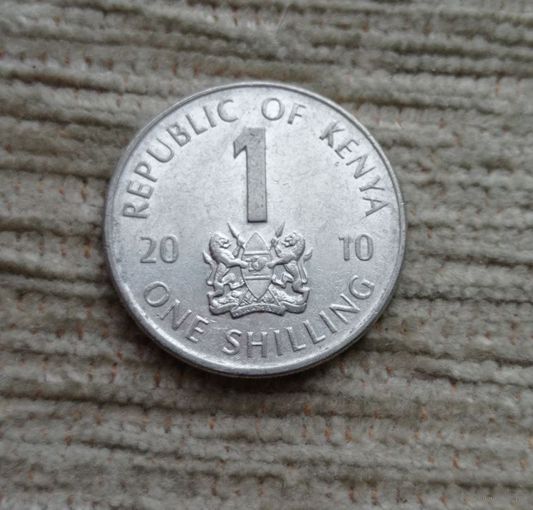 REPUBLIC OF KENYA
1
20 10
ONE SHILLING